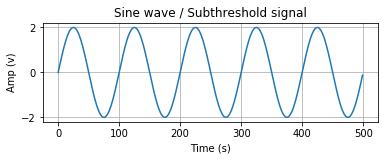 Sine wave / Subthreshold signal
Amp (v)
2
0
−2
0 100 200 300 400 500
Time (s)